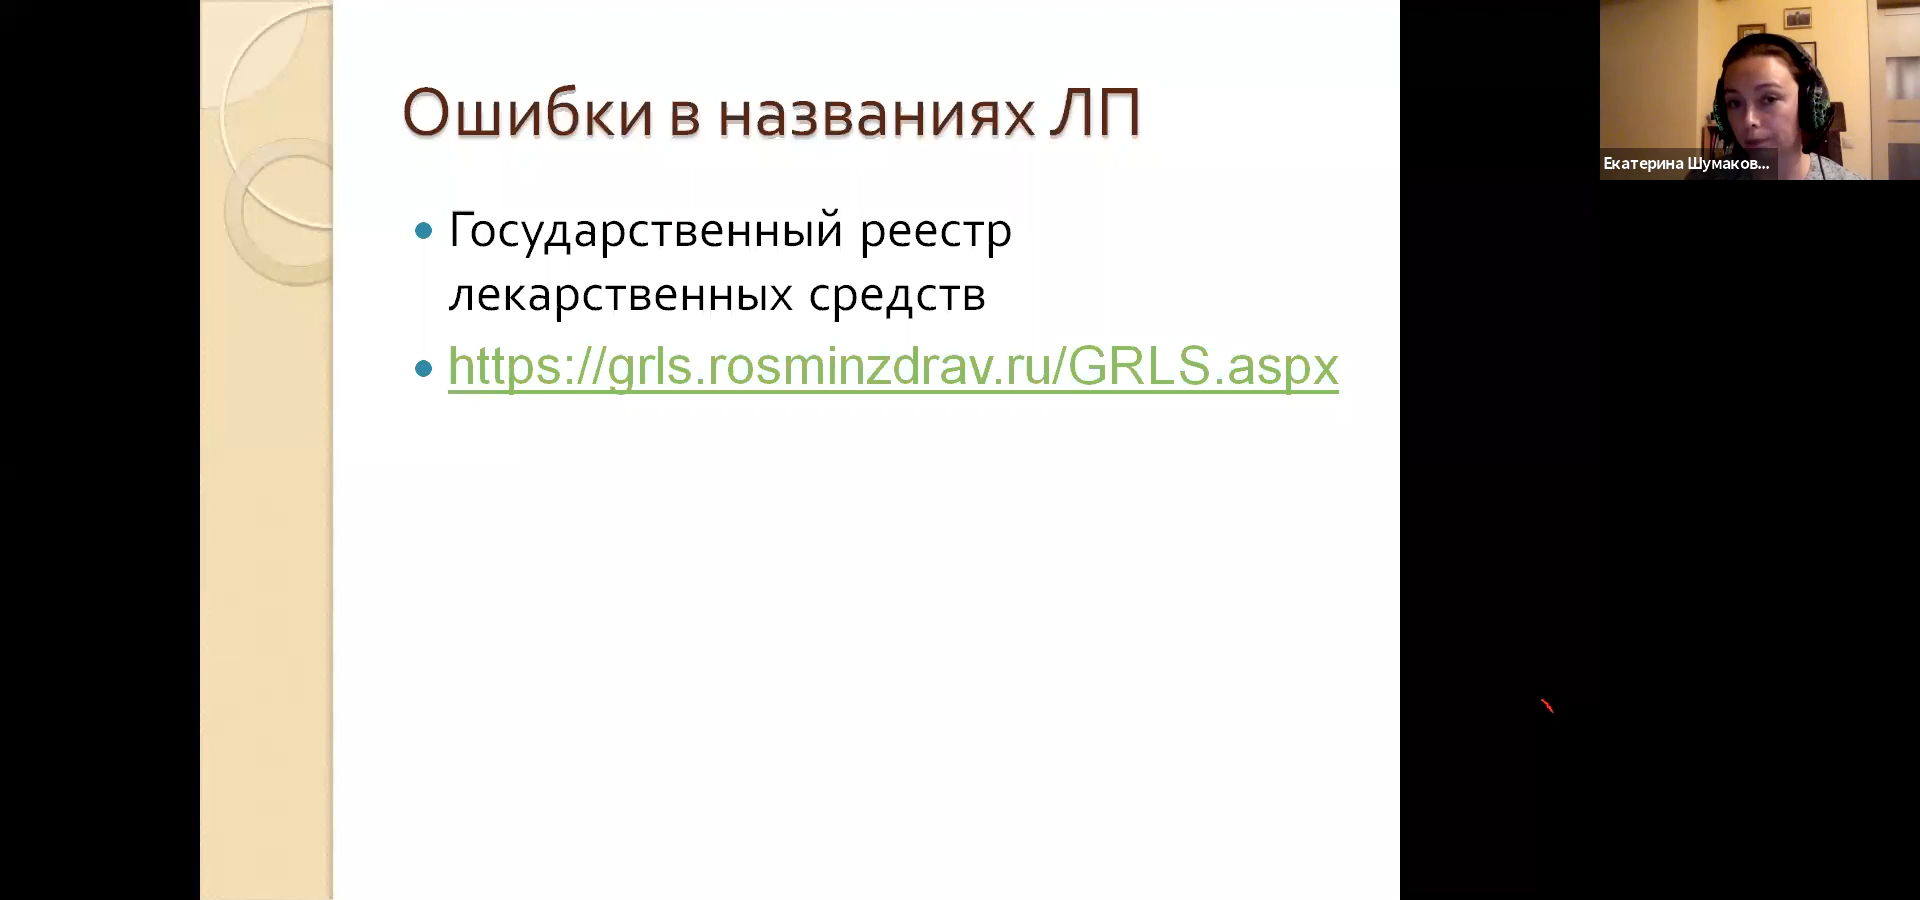 Ошибки в названиях ЛП
Государственный реестр
лекарственных средств
https://grls.rosminzdrav.ru/GRLS.aspx
Екатерина Шумаков...